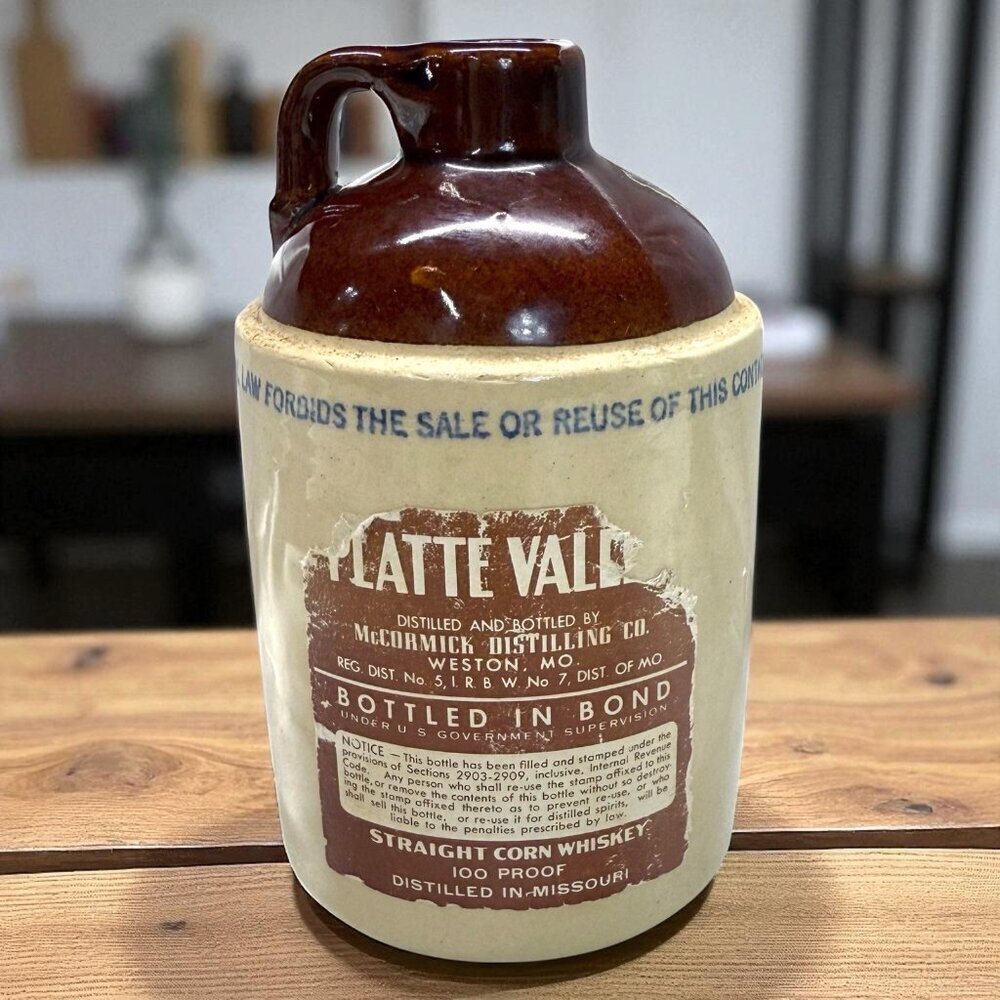 LAW FORBIDS THE SALE OR REUSE OF THIS CONTA
PLATTE VALL
DISTILLED AND BOTTLED BY
McCORMICK DISTILLING CO.
WESTON, MO.
REG. DIST. No. 5, I. R. B. W. No 7, DIST. OF MO.
BOTTLED IN BOND
UNDER U S GOVERNMENT SUPERVISION
NOTICE — This bottle has been filled and stamped under the
provisions of Sections 2903-2909, inclusive, Internal Revenue
Code. Any person who shall re-use the stamp affixed to this
bottle, or remove the contents of this bottle without so destroy-
ing the stamp affixed thereto as to prevent re-use, or who
shall sell this bottle, or re-use it for distilled spirits, will be
liable to the penalties prescribed by law.
STRAIGHT CORN WHISKEY
100 PROOF
DISTILLED IN MISSOURI